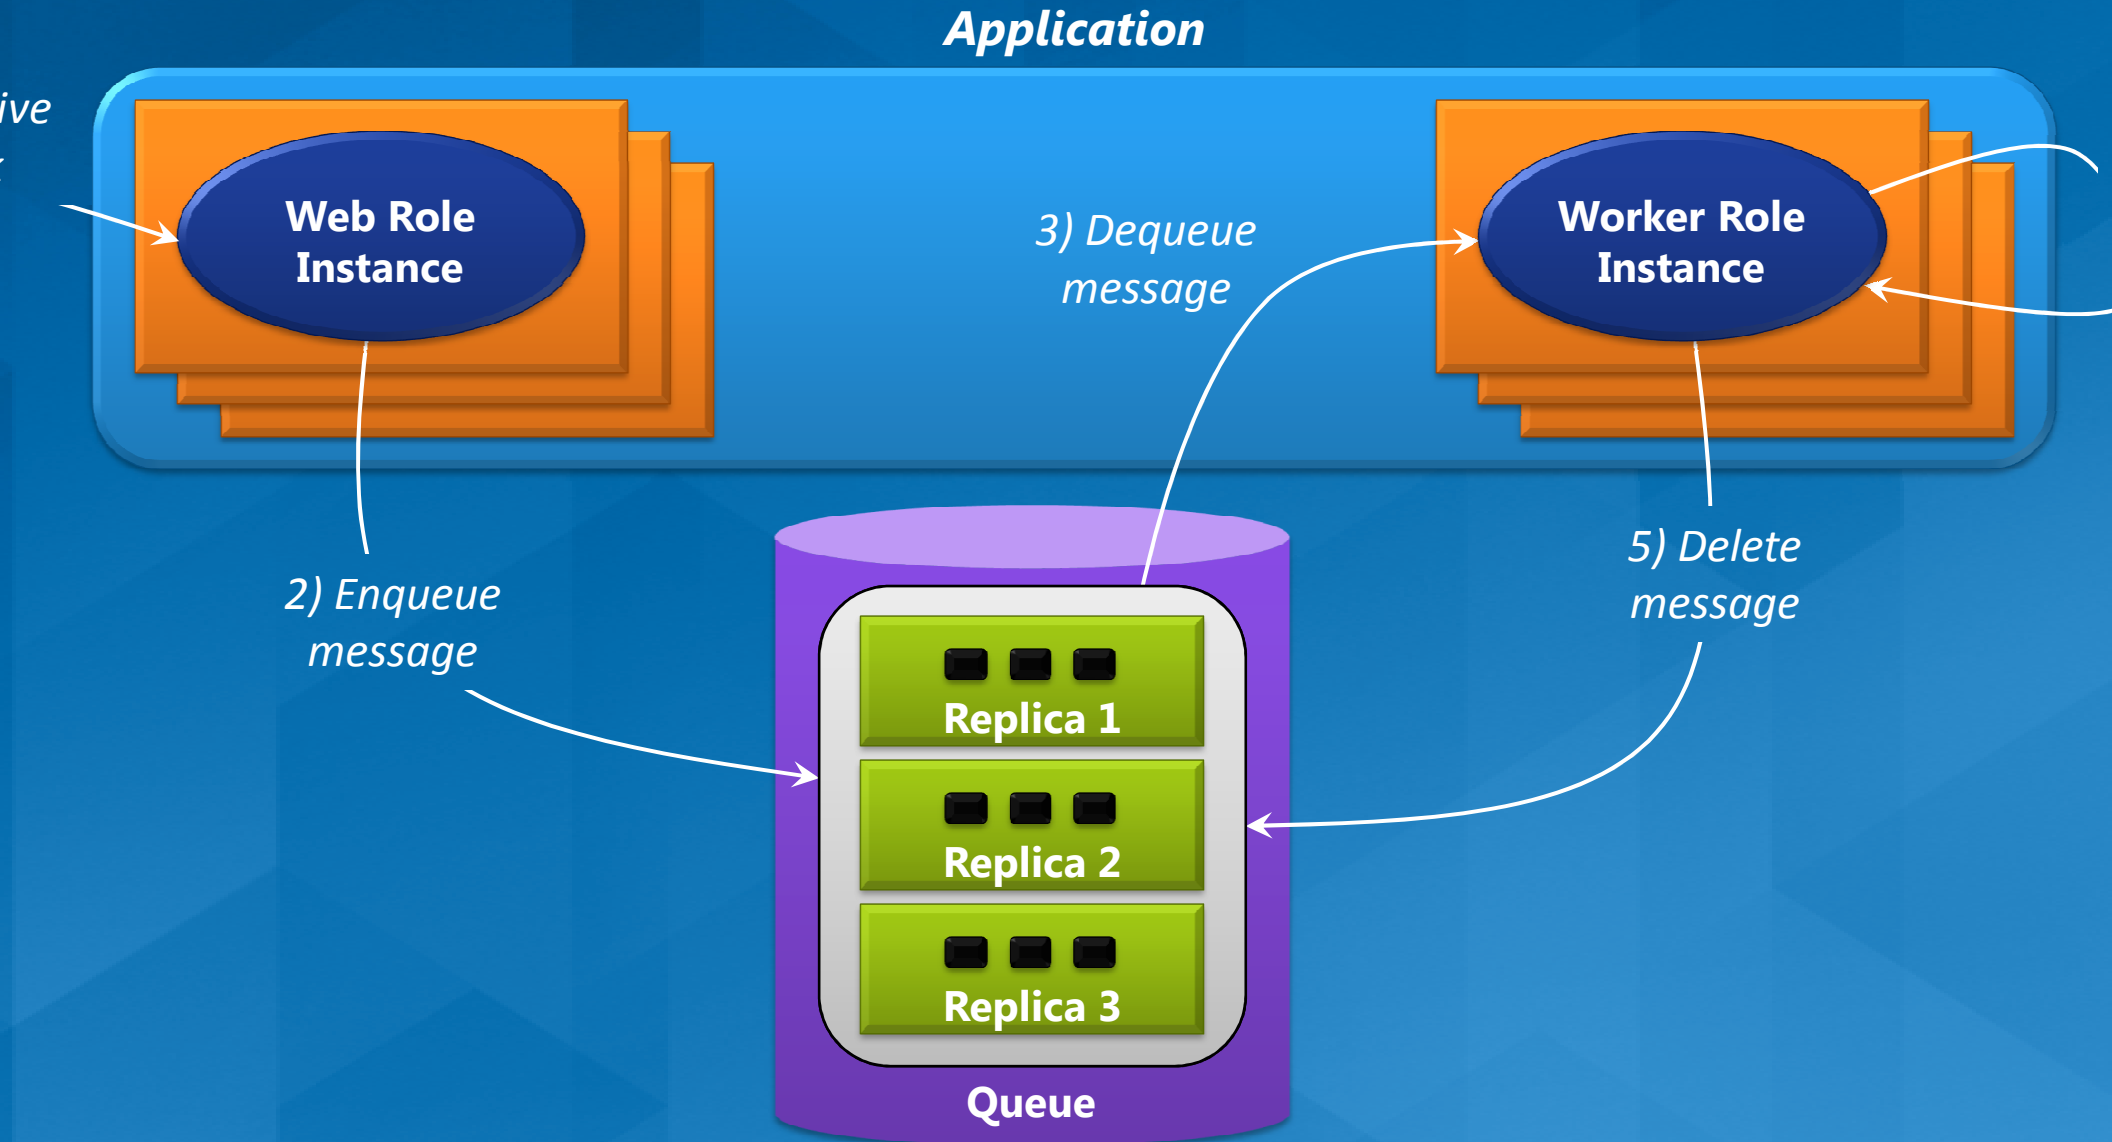 Application
Web Role
Instance
3) Dequeue
message
Worker Role
Instance
2) Enqueue
message
5) Delete
message
Replica 1
Replica 2
Replica 3
Queue